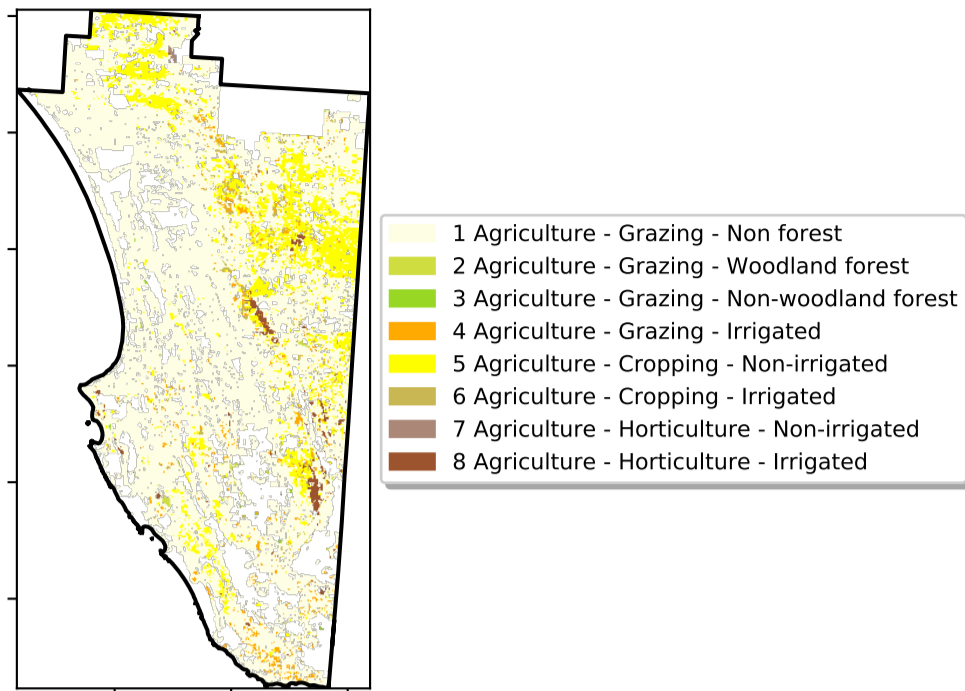 1 Agriculture - Grazing - Non forest
2 Agriculture - Grazing - Woodland forest
3 Agriculture - Grazing - Non-woodland forest
4 Agriculture - Grazing - Irrigated
5 Agriculture - Cropping - Non-irrigated
6 Agriculture - Cropping - Irrigated
7 Agriculture - Horticulture - Non-irrigated
8 Agriculture - Horticulture - Irrigated